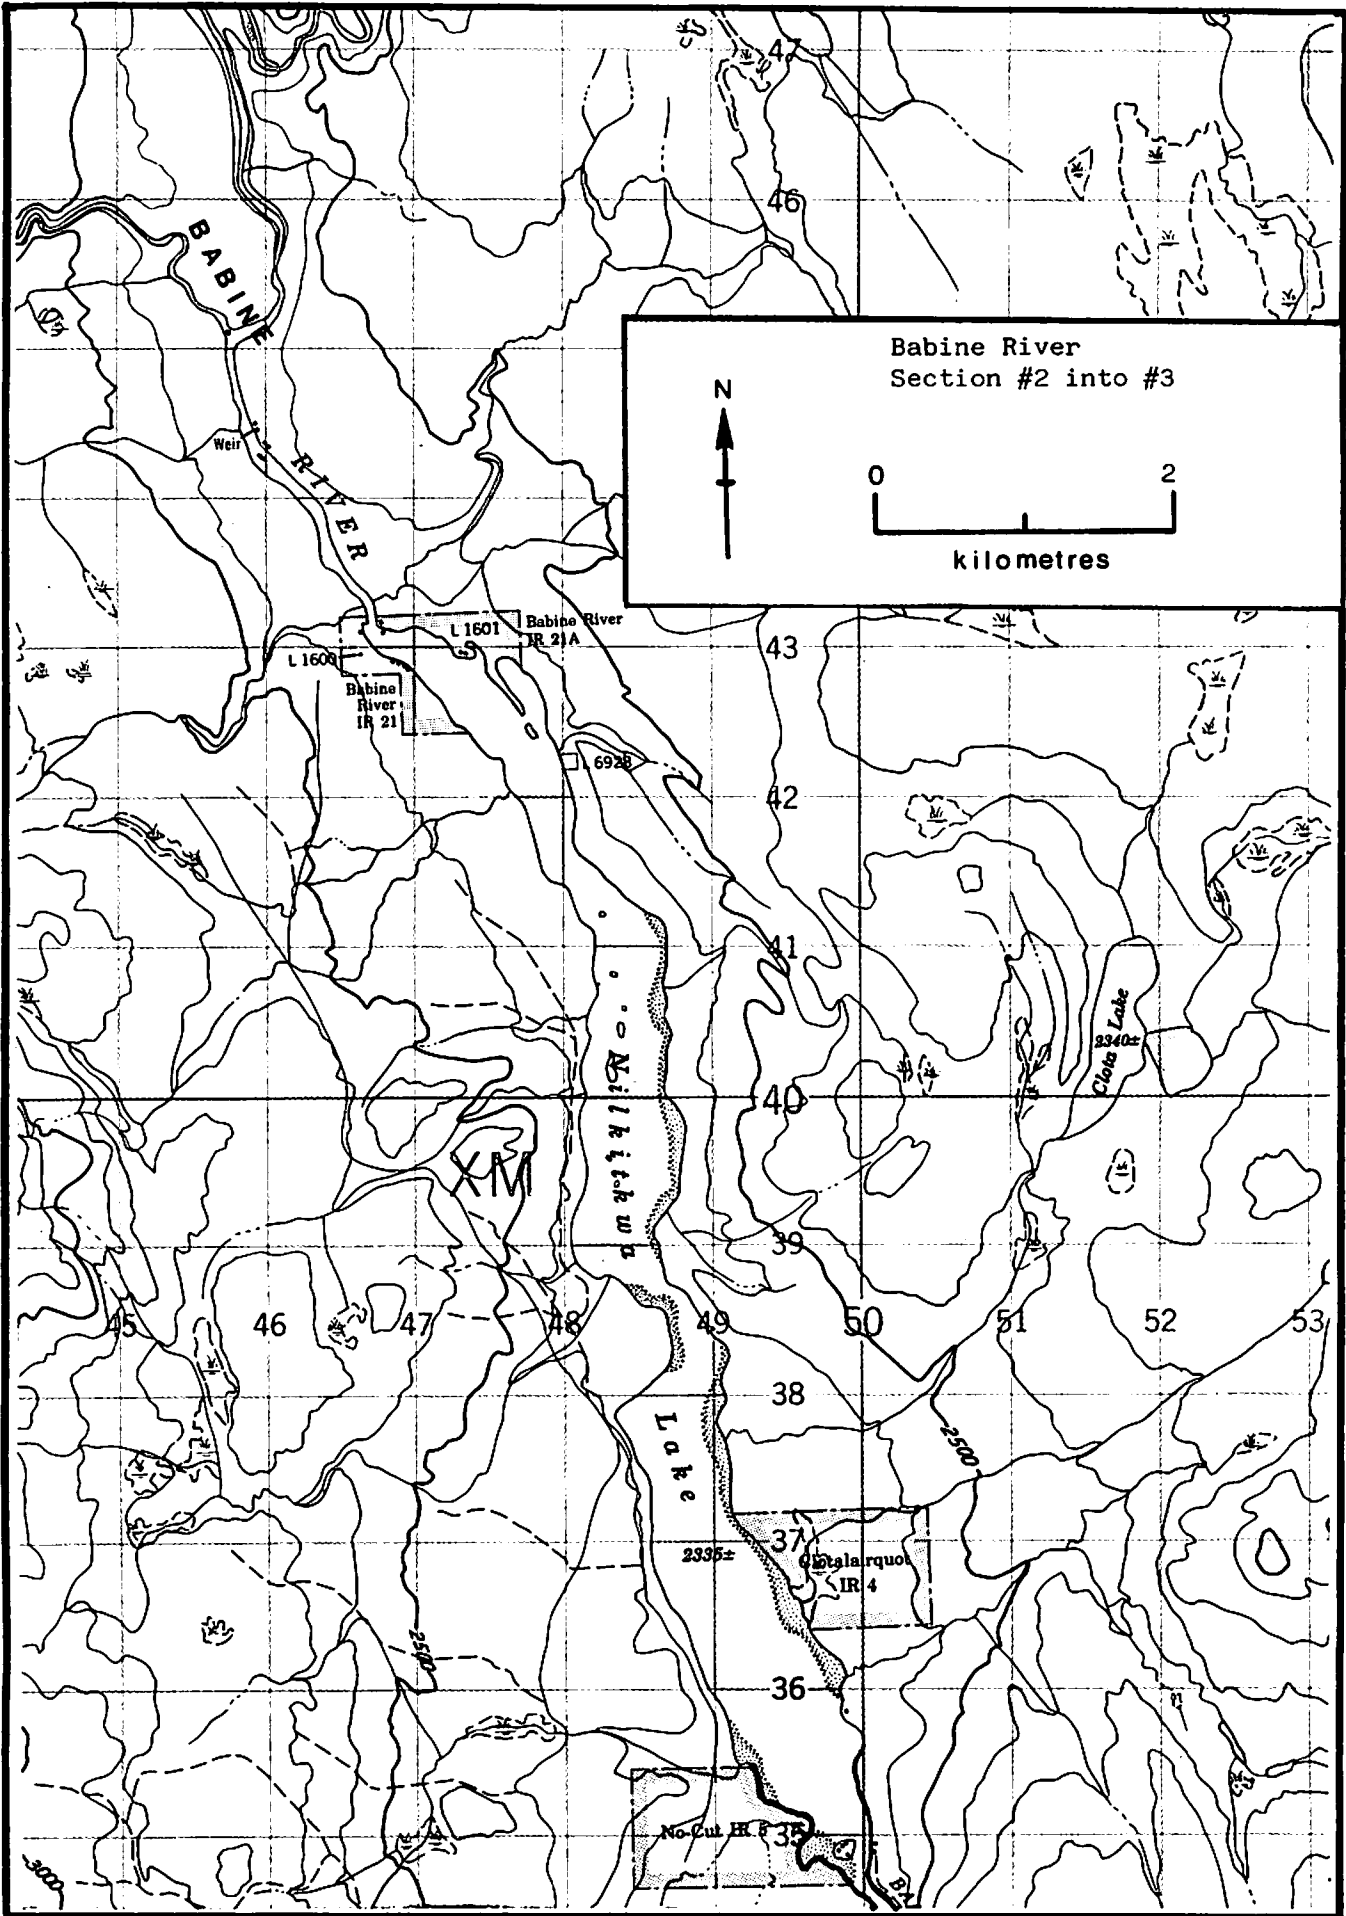 47
46
BABINE
RIVER
Babine River
Section #2 into #3
N
0 2
kilometres
Weir
L 1601
Babine River
IR 21A
L 1600
Babine
River
IR 21
43
L 6928
42
41
Clota Lake
2340±
40
Nilkitkwa
Lake
XM
39
45 46 47 48 49 50 51 52 53
38
2500
37
2335±
Clotalairquot
IR 4
2500
36
No-Cut IR 5
35
3000
BA